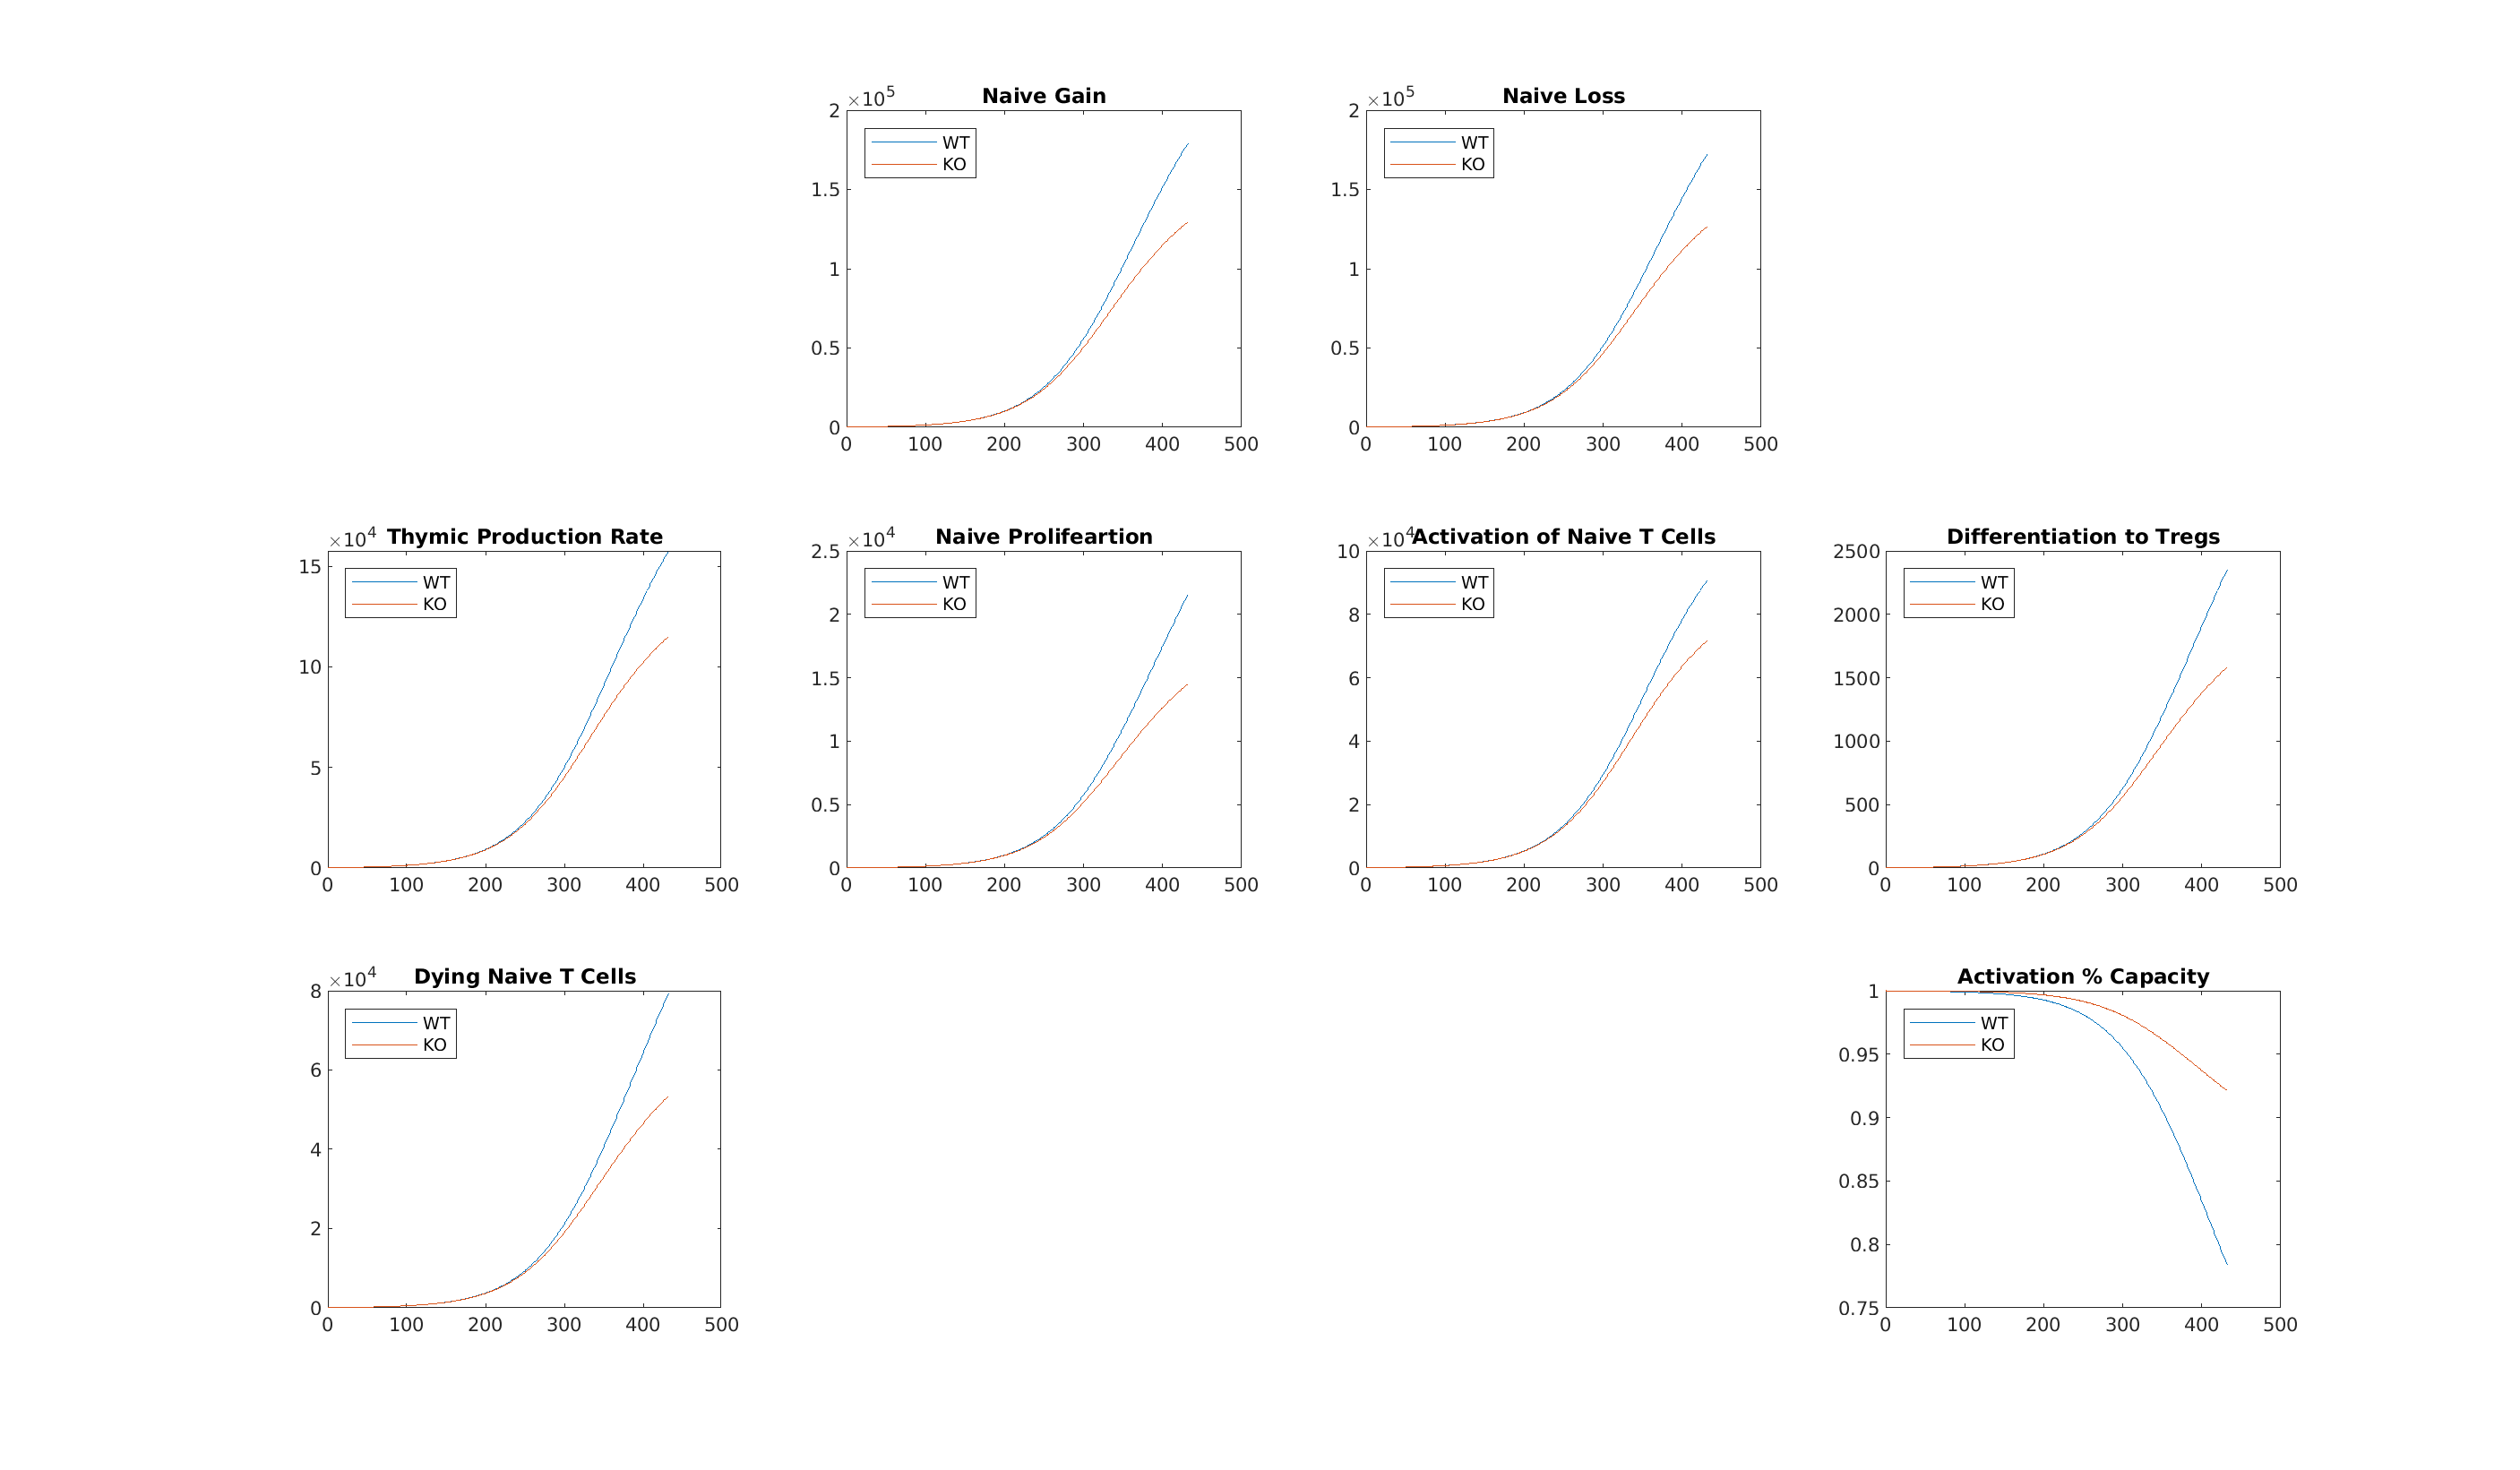 Naive Gain
×10^5
2
1.5
1
0.5
0
0 100 200 300 400 500
WT
KO
Naive Loss
×10^5
2
1.5
1
0.5
0
0 100 200 300 400 500
WT
KO
Thymic Production Rate
×10^4
15
10
5
0
0 100 200 300 400 500
WT
KO
Naive Prolifeartion
×10^4
2.5
2
1.5
1
0.5
0
0 100 200 300 400 500
WT
KO
Activation of Naive T Cells
×10^4
10
8
6
4
2
0
0 100 200 300 400 500
WT
KO
Differentiation to Tregs
2500
2000
1500
1000
500
0
0 100 200 300 400 500
WT
KO
Dying Naive T Cells
×10^4
8
6
4
2
0
0 100 200 300 400 500
WT
KO
Activation % Capacity
1
0.95
0.9
0.85
0.8
0.75
0 100 200 300 400 500
WT
KO